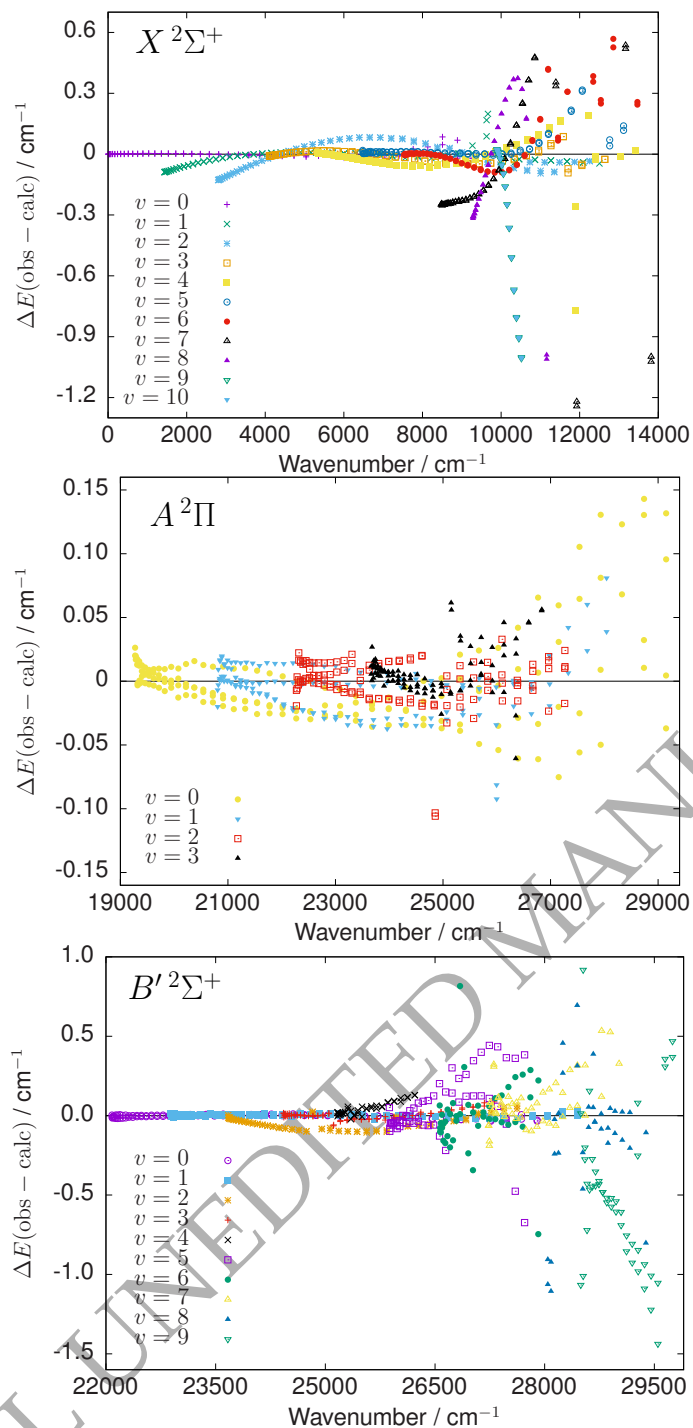 X ²Σ⁺
0.6
0.3
0
-0.3
-0.6
-0.9
-1.2
ΔE(obs − calc) / cm⁻¹
v = 0
v = 1
v = 2
v = 3
v = 4
v = 5
v = 6
v = 7
v = 8
v = 9
v = 10
0 2000 4000 6000 8000 10000 12000 14000
Wavenumber / cm⁻¹
A ²Π
0.15
0.10
0.05
0
-0.05
-0.10
-0.15
ΔE(obs − calc) / cm⁻¹
v = 0
v = 1
v = 2
v = 3
19000 21000 23000 25000 27000 29000
Wavenumber / cm⁻¹
B′ ²Σ⁺
1.0
0.5
0.0
-0.5
-1.0
-1.5
ΔE(obs − calc) / cm⁻¹
v = 0
v = 1
v = 2
v = 3
v = 4
v = 5
v = 6
v = 7
v = 8
v = 9
22000 23500 25000 26500 28000 29500
Wavenumber / cm⁻¹
UNEDITED